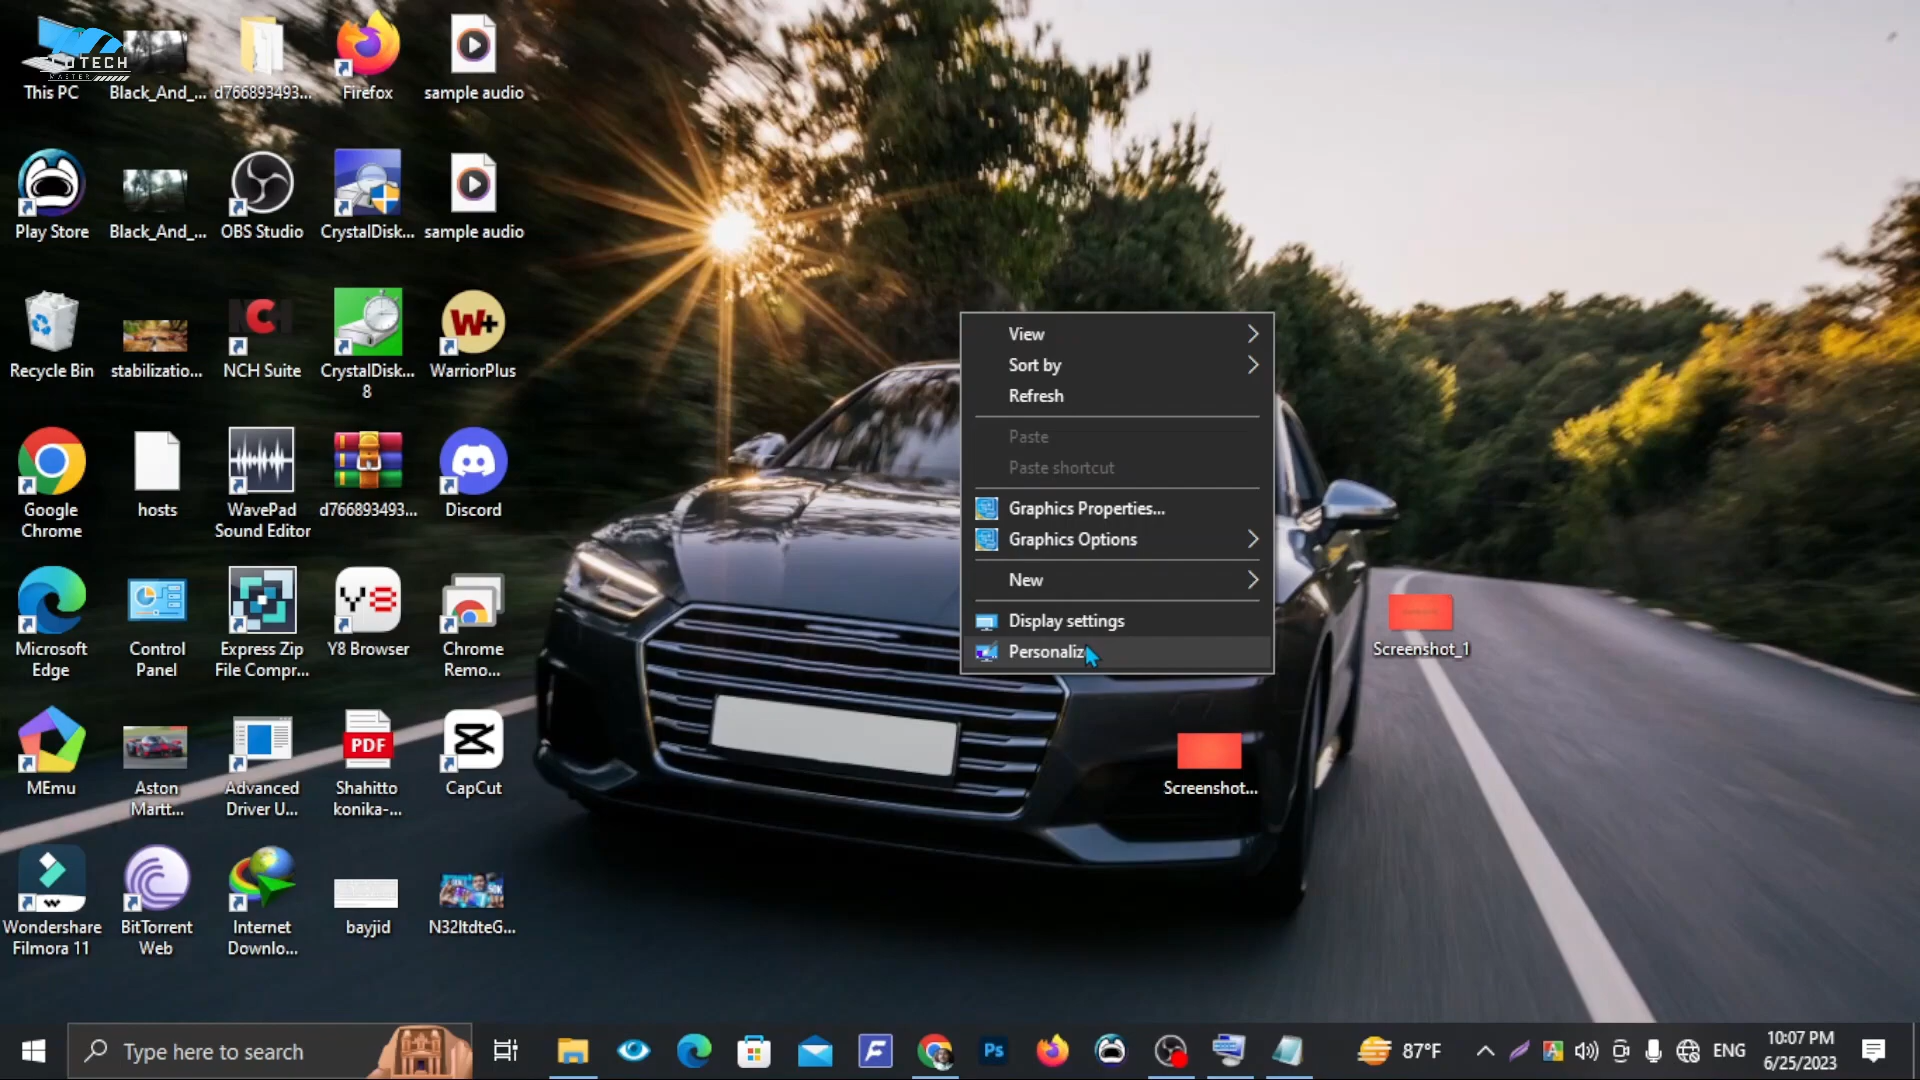 This PC
Black_And_...
d766893493...
Firefox
sample audio
Play Store
Black_And_...
OBS Studio
CrystalDisk...
sample audio
Recycle Bin
stabilizatio...
NCH Suite
CrystalDisk...
8
WarriorPlus
Google
Chrome
hosts
WavePad
Sound Editor
d766893493...
Discord
Microsoft
Edge
Control
Panel
Express Zip
File Compr...
Y8 Browser
Chrome
Remo...
MEmu
Aston
Martt...
Advanced
Driver U...
PDF
Shahitto
konika-...
CapCut
Wondershare
Filmora 11
BitTorrent
Web
Internet
Downlo...
bayjid
N32ltdteG...
View
Sort by
Refresh
Paste
Paste shortcut
Graphics Properties...
Graphics Options
New
Display settings
Personalize
Screenshot_1
Screenshot...
Type here to search
Ps
87°F
ENG
10:07 PM
6/25/2023